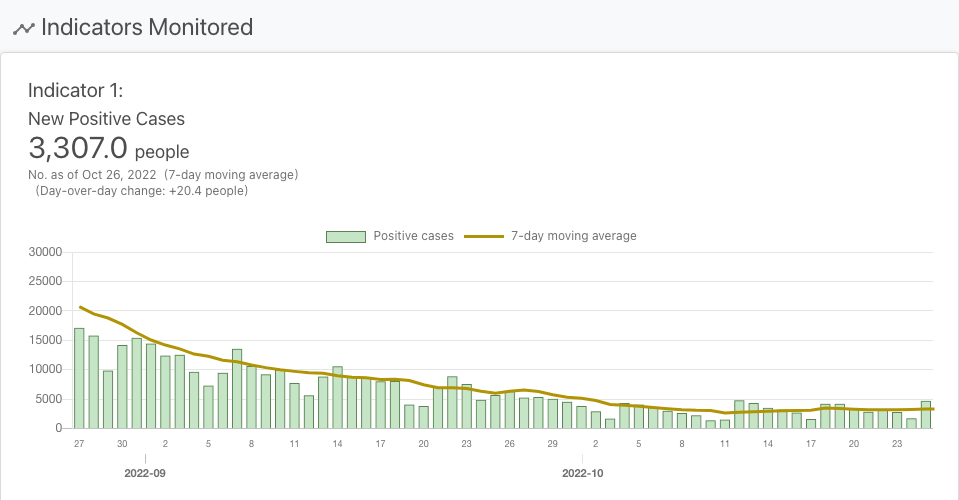 Indicators Monitored
Indicator 1:
New Positive Cases
3,307.0 people
No. as of Oct 26, 2022 (7-day moving average)
(Day-over-day change: +20.4 people)
Positive cases 7-day moving average
30000
25000
20000
15000
10000
5000
0
27 30 2 5 8 11 14 17 20 23 26 29 2 5 8 11 14 17 20 23
2022-09 2022-10